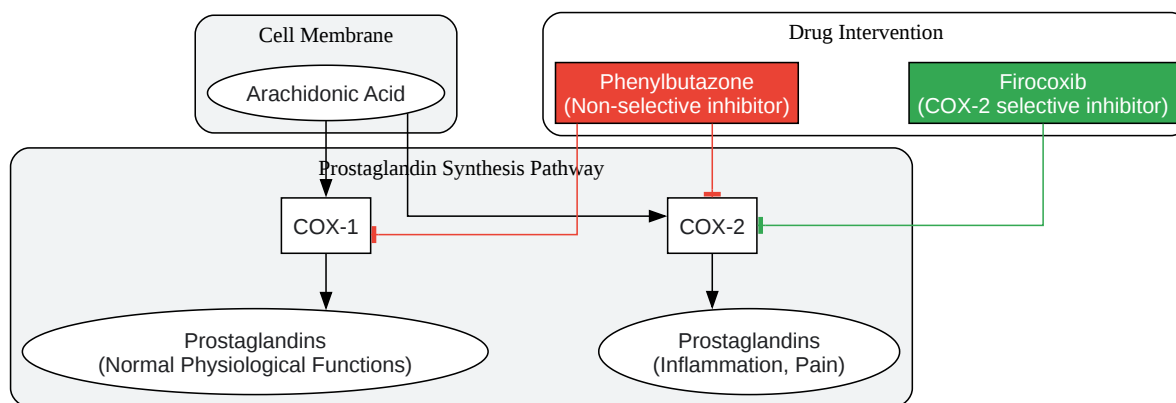 Cell Membrane
Arachidonic Acid
Drug Intervention
Phenylbutazone
(Non-selective inhibitor)
Firocoxib
(COX-2 selective inhibitor)
Prostaglandin Synthesis Pathway
COX-1
COX-2
Prostaglandins
(Normal Physiological Functions)
Prostaglandins
(Inflammation, Pain)